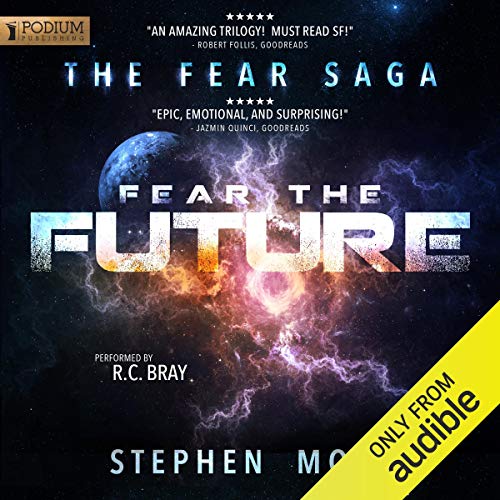 PODIUM
PUBLISHING
★★★★★
"AN AMAZING TRILOGY! MUST READ SF!"
- ROBERT FOLLIS, GOODREADS
THE FEAR SAGA
★★★★★
"EPIC, EMOTIONAL, AND SURPRISING!"
- JAZMIN QUINCI, GOODREADS
FEAR THE
FUTURE
PERFORMED BY
R.C. BRAY
STEPHEN
ONLY FROM
audible